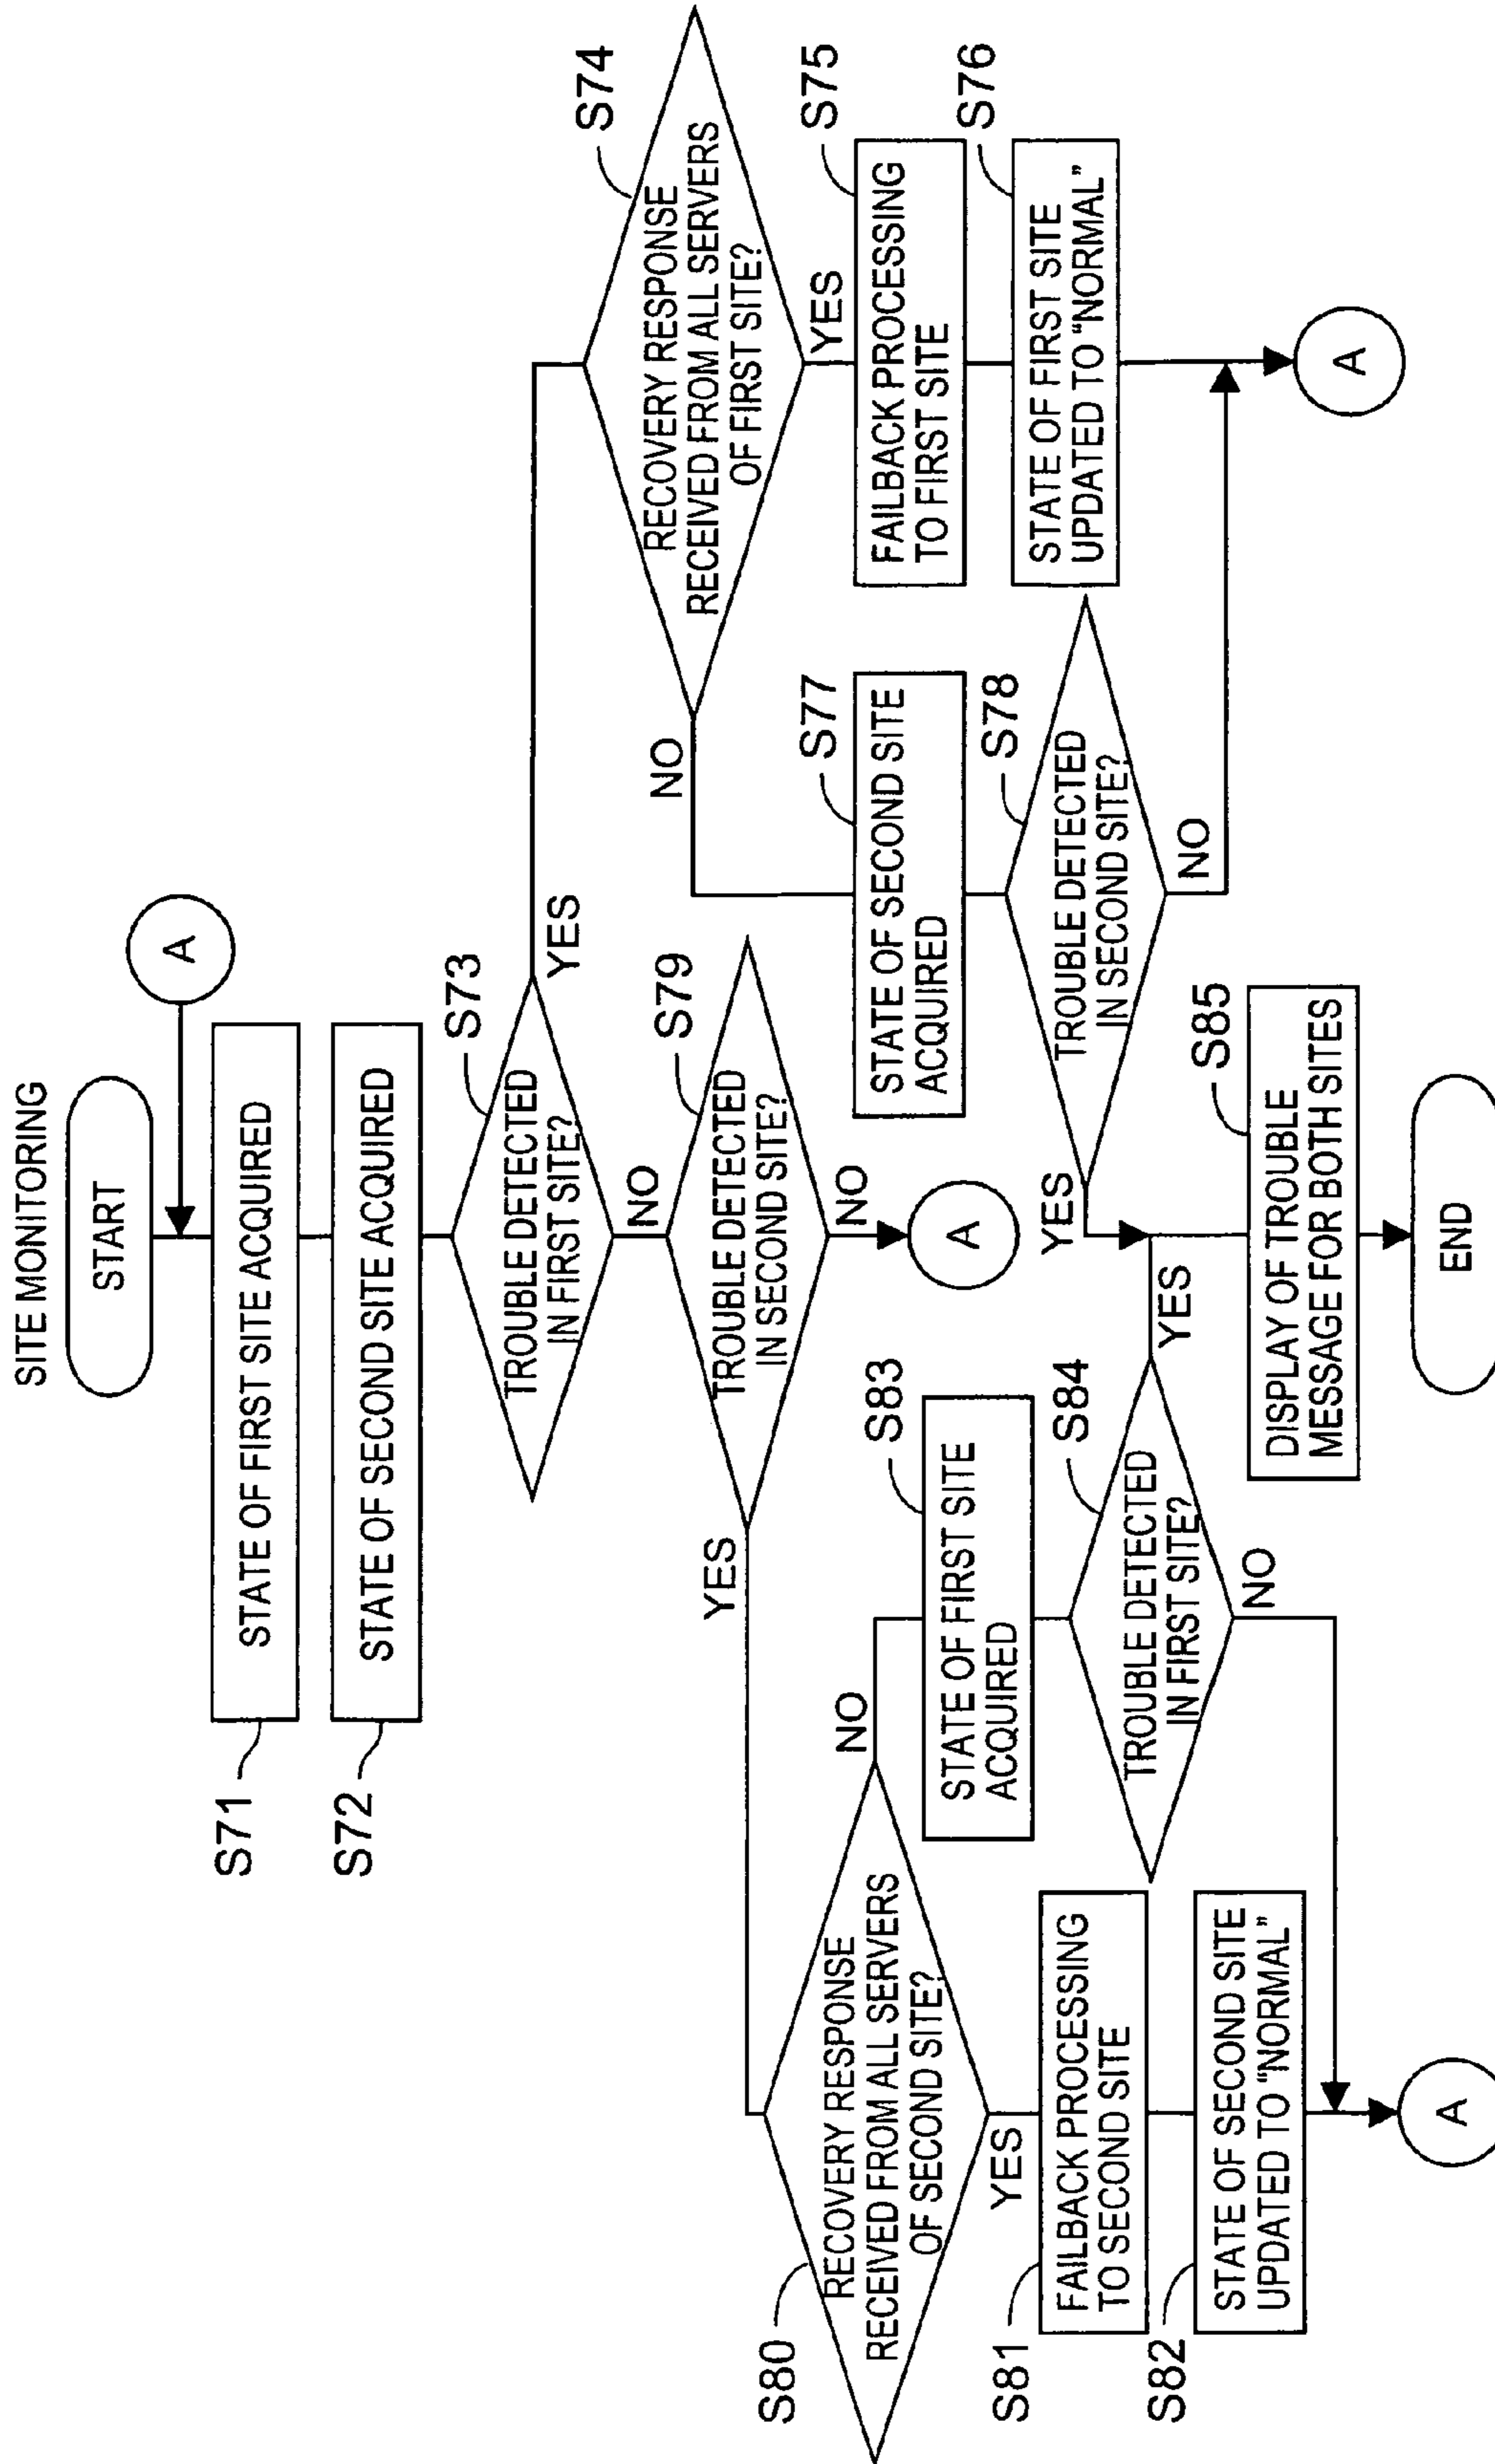 SITE MONITORING
START
A
S71
STATE OF FIRST SITE ACQUIRED
S72
STATE OF SECOND SITE ACQUIRED
S73
TROUBLE DETECTED
IN FIRST SITE?
YES
NO
S74
RECOVERY RESPONSE
RECEIVED FROM ALL SERVERS
OF FIRST SITE?
NO
YES
S75
FAILBACK PROCESSING
TO FIRST SITE
S76
STATE OF FIRST SITE
UPDATED TO "NORMAL"
A
S77
STATE OF SECOND SITE
ACQUIRED
S78
TROUBLE DETECTED
IN SECOND SITE?
NO
YES
S79
TROUBLE DETECTED
IN SECOND SITE?
YES
NO
A
S80
RECOVERY RESPONSE
RECEIVED FROM ALL SERVERS
OF SECOND SITE?
NO
YES
S81
FAILBACK PROCESSING
TO SECOND SITE
S82
STATE OF SECOND SITE
UPDATED TO "NORMAL"
A
S83
STATE OF FIRST SITE
ACQUIRED
S84
TROUBLE DETECTED
IN FIRST SITE?
YES
NO
S85
DISPLAY OF TROUBLE
MESSAGE FOR BOTH SITES
END